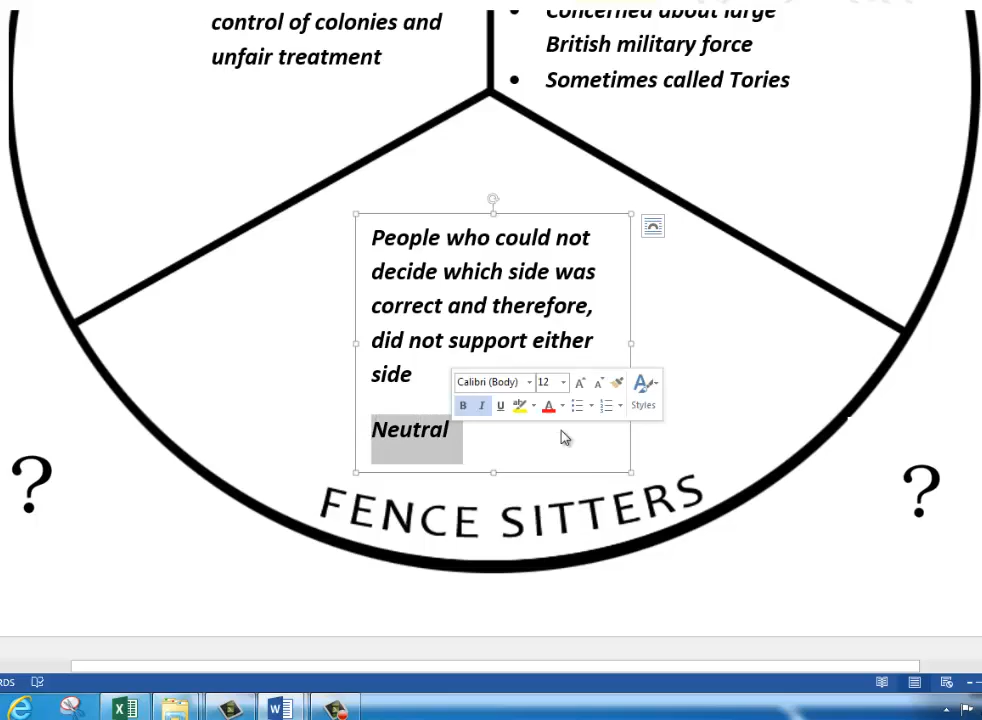 control of colonies and
unfair treatment
• Concerned about large
British military force
• Sometimes called Tories
People who could not
decide which side was
correct and therefore,
did not support either
side
Calibri (Body) 12
Styles
Neutral
? ?
FENCE SITTERS
RDS